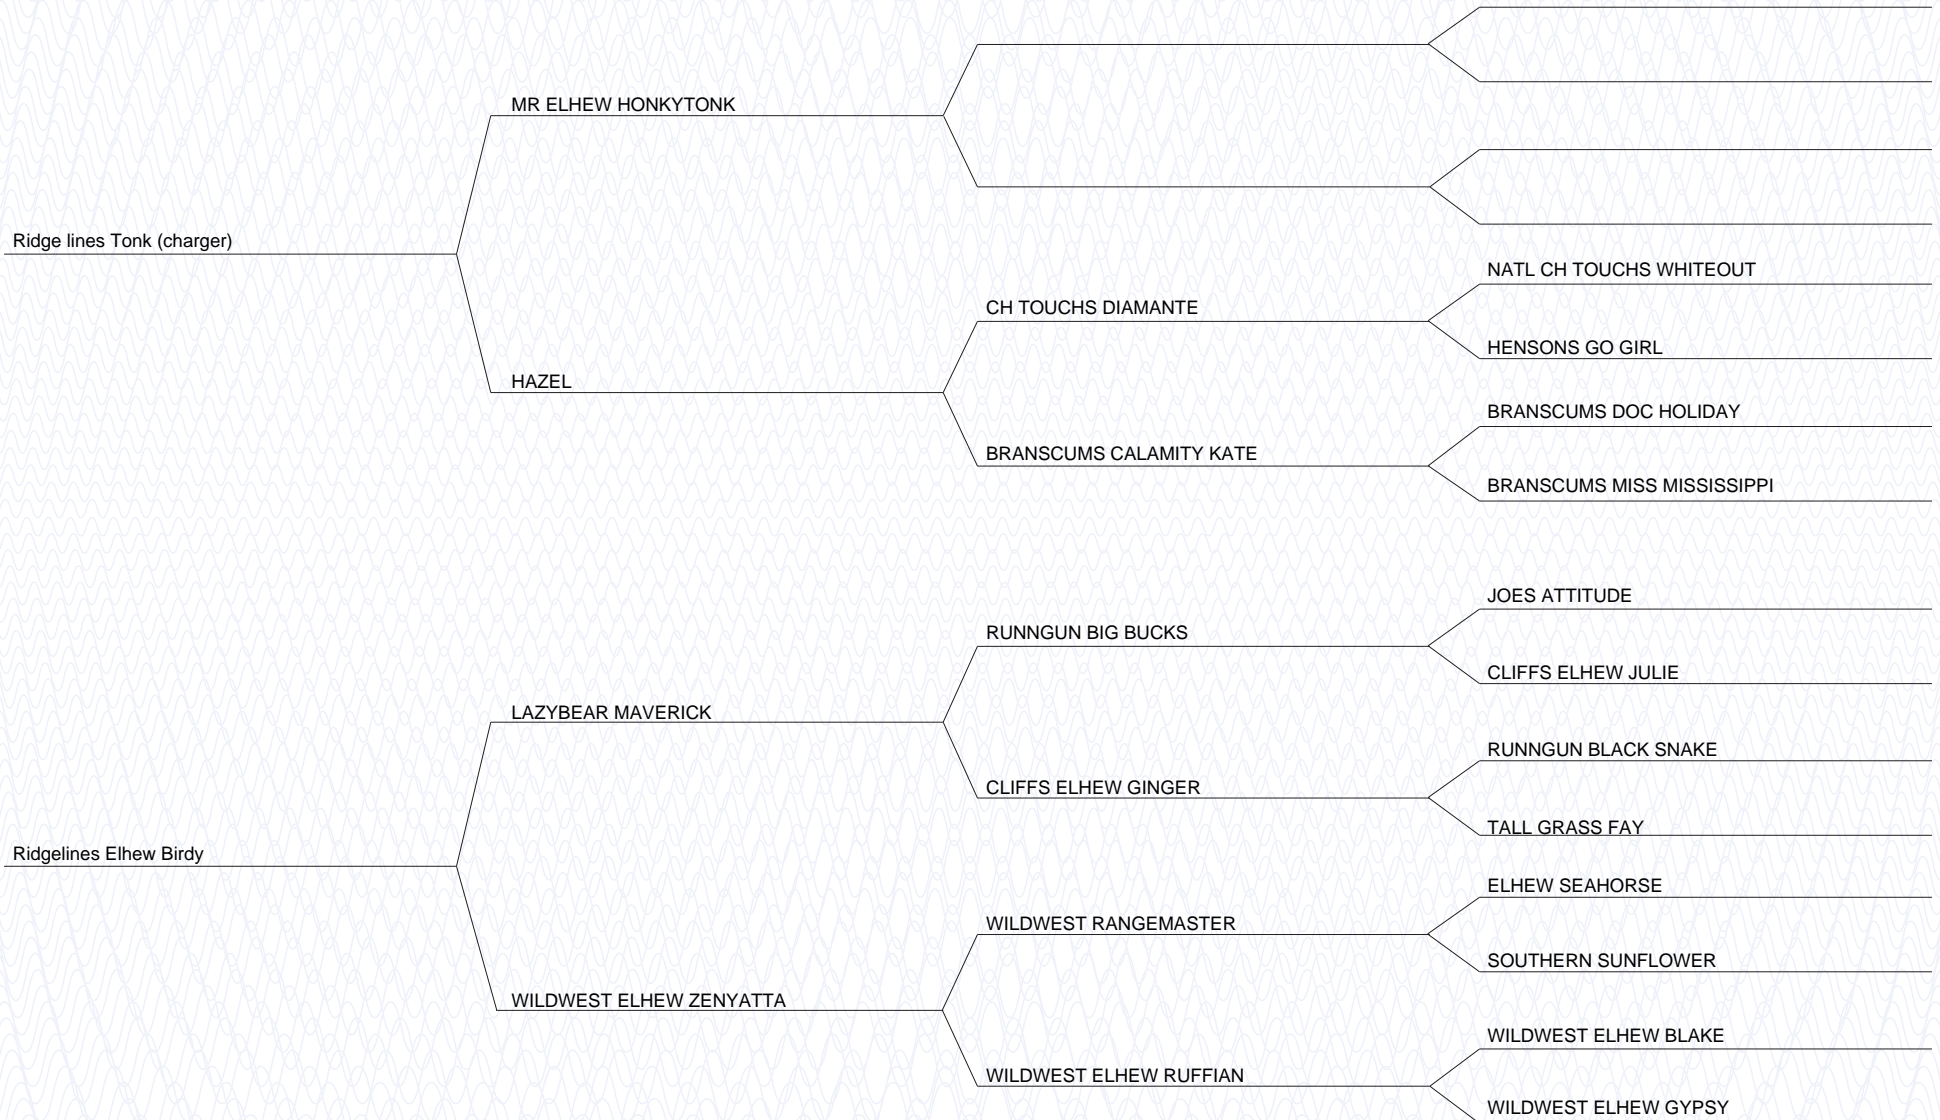 MR ELHEW HONKYTONK
Ridge lines Tonk (charger)
NATL CH TOUCHS WHITEOUT
CH TOUCHS DIAMANTE
HENSONS GO GIRL
HAZEL
BRANSCUMS DOC HOLIDAY
BRANSCUMS CALAMITY KATE
BRANSCUMS MISS MISSISSIPPI
JOES ATTITUDE
RUNNGUN BIG BUCKS
CLIFFS ELHEW JULIE
LAZYBEAR MAVERICK
RUNNGUN BLACK SNAKE
CLIFFS ELHEW GINGER
TALL GRASS FAY
Ridgelines Elhew Birdy
ELHEW SEAHORSE
WILDWEST RANGEMASTER
SOUTHERN SUNFLOWER
WILDWEST ELHEW ZENYATTA
WILDWEST ELHEW BLAKE
WILDWEST ELHEW RUFFIAN
WILDWEST ELHEW GYPSY